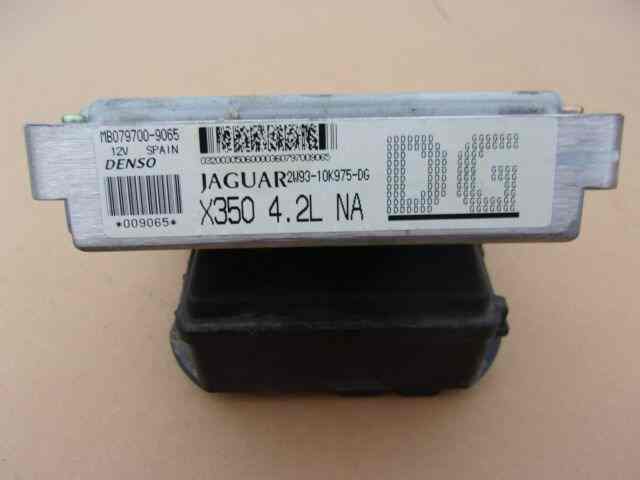 MB079700-9065
12V SPAIN
DENSO
*009065*
JAGUAR 2W93-10K975-DG
X350 4.2L NA
DG